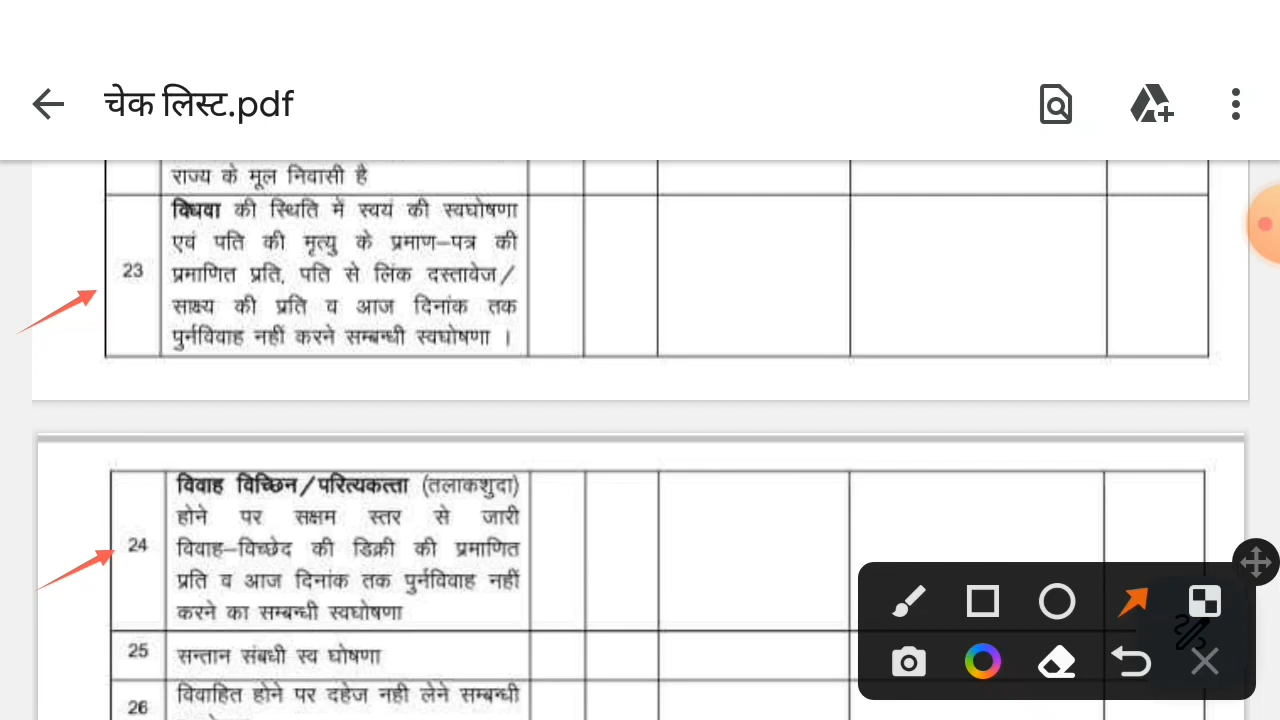 चेक लिस्ट.pdf
राज्य के मूल निवासी है
23
विधवा की स्थिति में स्वयं की स्वघोषणा
एवं पति की मृत्यु के प्रमाण–पत्र की
प्रमाणित प्रति, पति से लिंक दस्तावेज/
साक्ष्य की प्रति व आज दिनांक तक
पुर्नविवाह नहीं करने सम्बन्धी स्वघोषणा ।
24
विवाह विच्छिन/परित्यकत्ता (तलाकशुदा)
होने पर सक्षम स्तर से जारी
विवाह–विच्छेद की डिक्री की प्रमाणित
प्रति व आज दिनांक तक पुर्नविवाह नहीं
करने का सम्बन्धी स्वघोषणा
25
सन्तान संबधी स्व घोषणा
26
विवाहित होने पर दहेज नही लेने सम्बन्धी